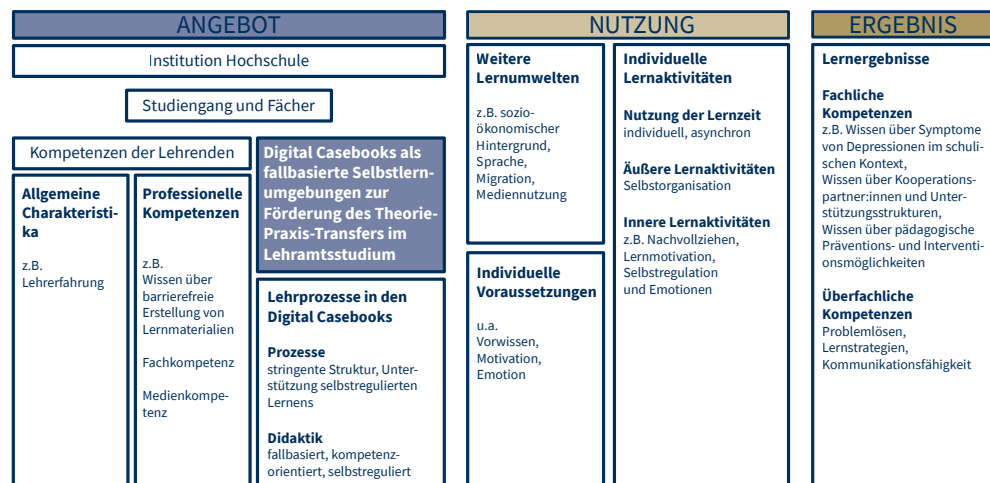 ANGEBOT
Institution Hochschule
Studiengang und Fächer
Kompetenzen der Lehrenden
Allgemeine
Charakteristi-
ka
z.B.
Lehrerfahrung
Professionelle
Kompetenzen
z.B.
Wissen über
barrierefreie
Erstellung von
Lernmaterialien
Fachkompetenz
Medienkompe-
tenz
Digital Casebooks als
fallbasierte Selbstlern-
umgebungen zur
Förderung des Theorie-
Praxis-Transfers im
Lehramtsstudium
Lehrprozesse in den
Digital Casebooks
Prozesse
stringente Struktur, Unter-
stützung selbstregulierten
Lernens
Didaktik
fallbasiert, kompetenz-
orientiert, selbstreguliert
NUTZUNG
Weitere
Lernumwelten
z.B. sozio-
ökonomischer
Hintergrund,
Sprache,
Migration,
Mediennutzung
Individuelle
Voraussetzungen
u.a.
Vorwissen,
Motivation,
Emotion
Individuelle
Lernaktivitäten
Nutzung der Lernzeit
individuell, asynchron
Äußere Lernaktivitäten
Selbstorganisation
Innere Lernaktivitäten
z.B. Nachvollziehen,
Lernmotivation,
Selbstregulation
und Emotionen
ERGEBNIS
Lernergebnisse
Fachliche
Kompetenzen
z.B. Wissen über Symptome
von Depressionen im schuli-
schen Kontext,
Wissen über Kooperations-
partner:innen und Unter-
stützungsstrukturen,
Wissen über pädagogische
Präventions- und Interventi-
onsmöglichkeiten
Überfachliche
Kompetenzen
Problemlösen,
Lernstrategien,
Kommunikationsfähigkeit